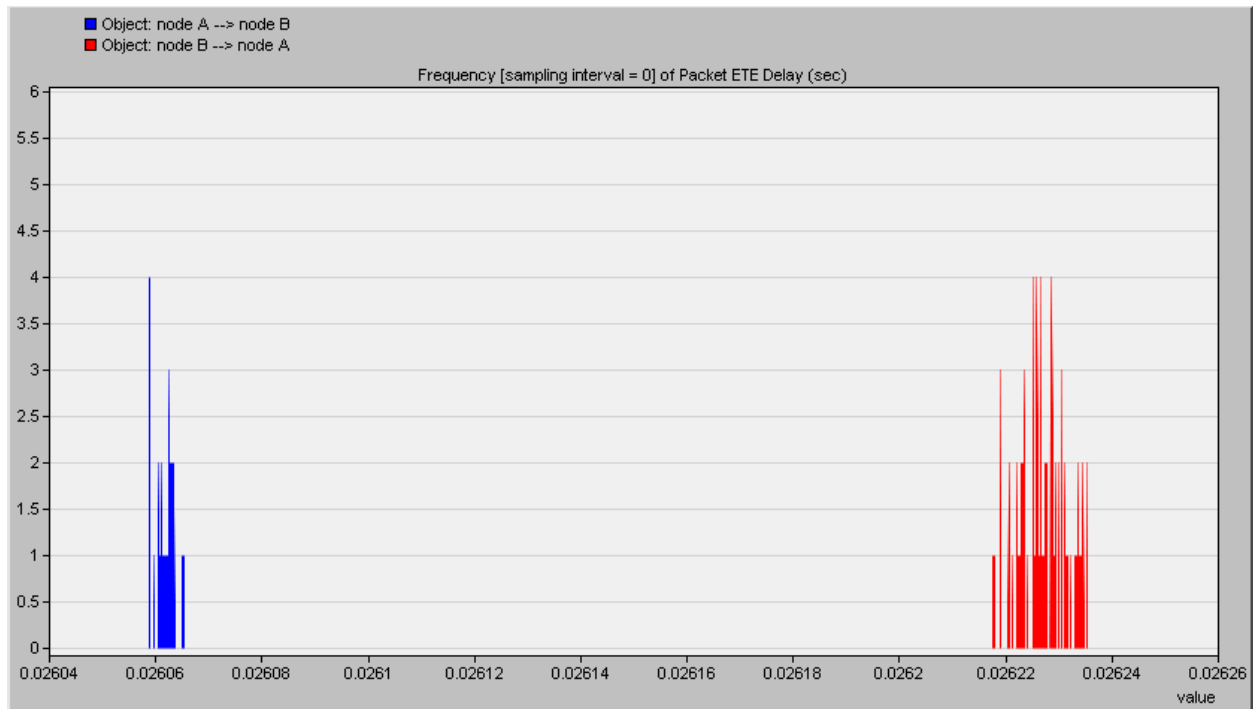 Object: node A --> node B
Object: node B --> node A
Frequency [sampling interval = 0] of Packet ETE Delay (sec)
6
5.5
5
4.5
4
3.5
3
2.5
2
1.5
1
0.5
0
0.02604 0.02606 0.02608 0.0261 0.02612 0.02614 0.02616 0.02618 0.0262 0.02622 0.02624 0.02626
value